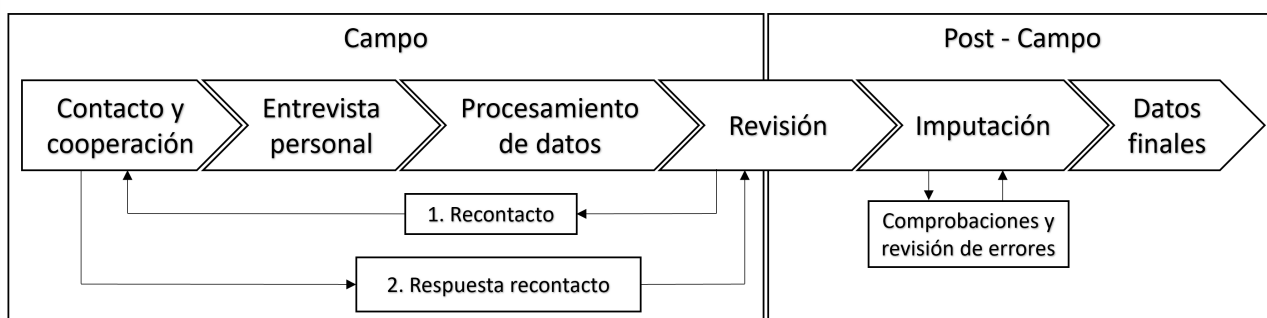 Campo
Post - Campo
Contacto y
cooperación
Entrevista
personal
Procesamiento
de datos
Revisión
Imputación
Datos
finales
1. Recontacto
2. Respuesta recontacto
Comprobaciones y
revisión de errores